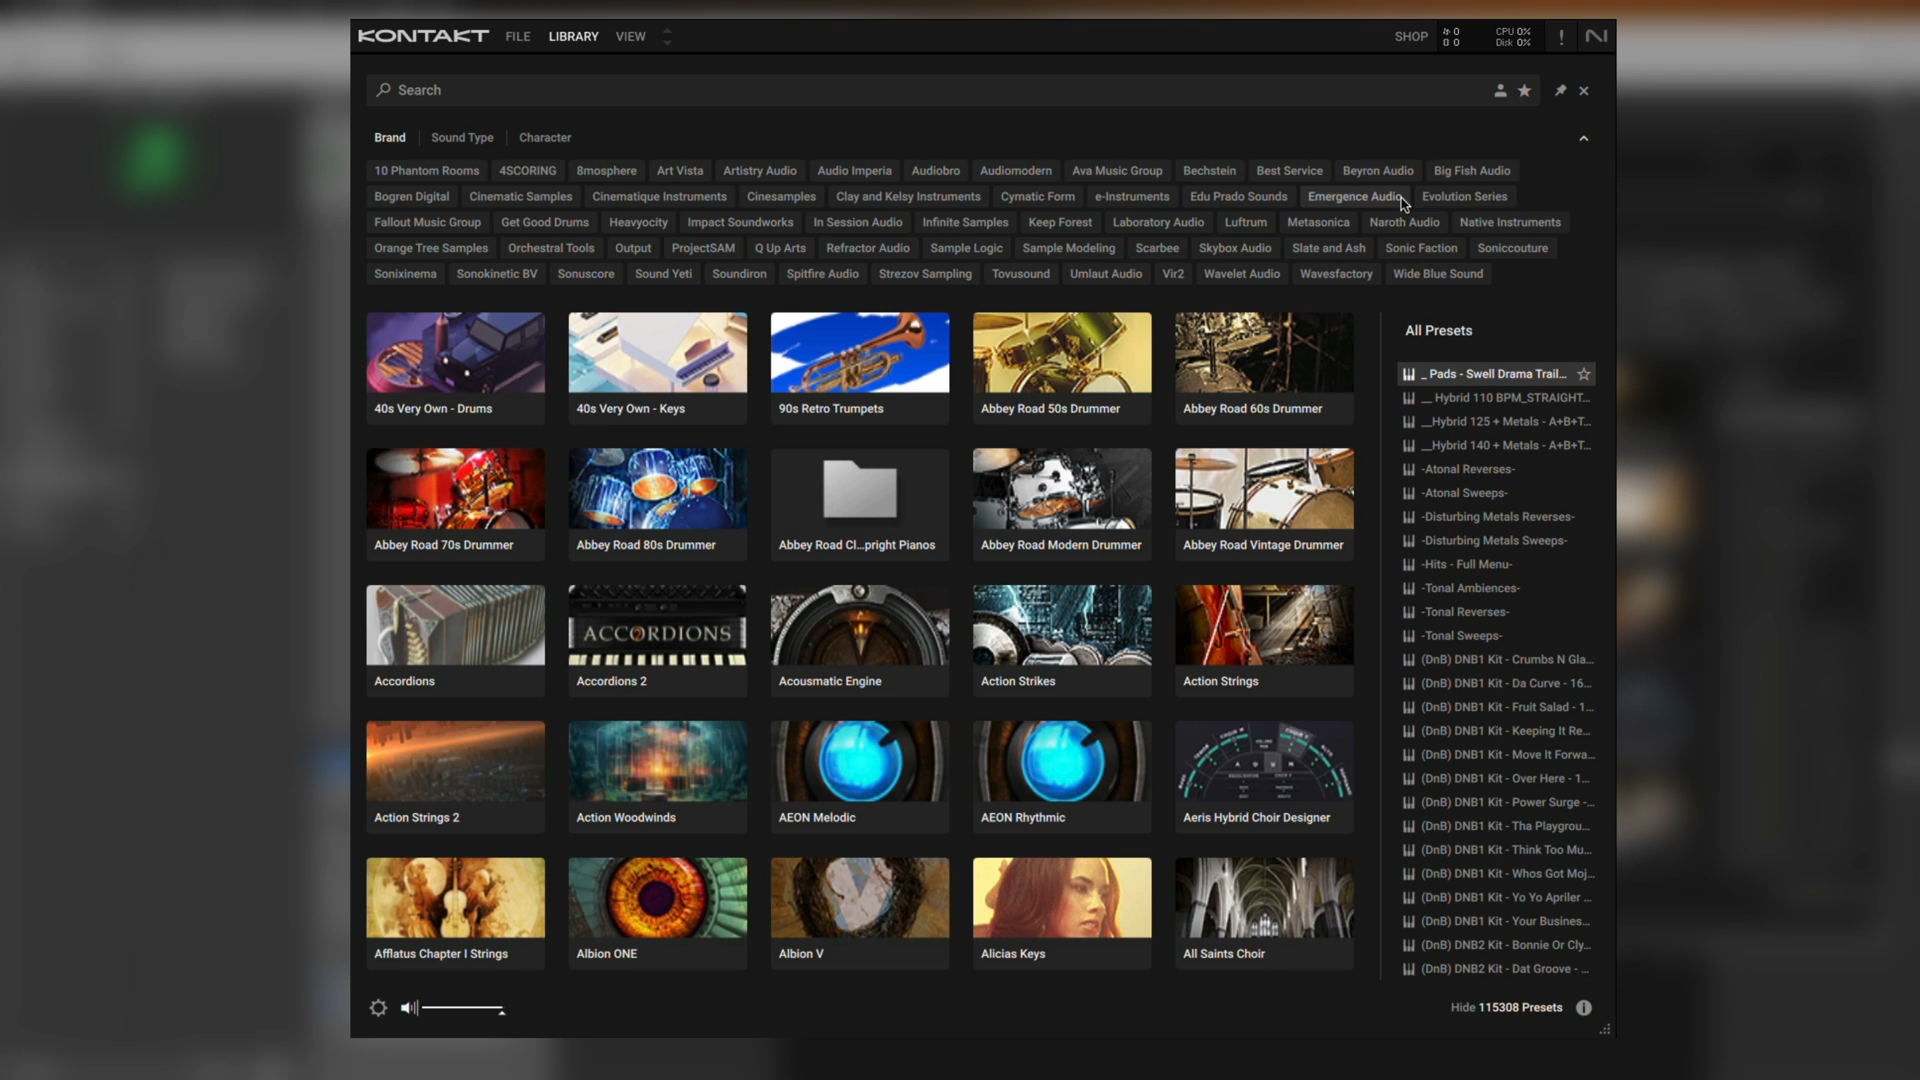 KONTAKT FILE LIBRARY VIEW SHOP 0 CPU 0%
0 Disk 0% !
Search
Brand Sound Type Character
10 Phantom Rooms 4SCORING 8mosphere Art Vista Artistry Audio Audio Imperia Audiobro Audiomodern Ava Music Group Bechstein Best Service Beyron Audio Big Fish Audio
Bogren Digital Cinematic Samples Cinematique Instruments Cinesamples Clay and Kelsy Instruments Cymatic Form e-Instruments Edu Prado Sounds Emergence Audio Evolution Series
Fallout Music Group Get Good Drums Heavyocity Impact Soundworks In Session Audio Infinite Samples Keep Forest Laboratory Audio Luftrum Metasonica Naroth Audio Native Instruments
Orange Tree Samples Orchestral Tools Output ProjectSAM Q Up Arts Refractor Audio Sample Logic Sample Modeling Scarbee Skybox Audio Slate and Ash Sonic Faction Soniccouture
Sonixinema Sonokinetic BV Sonuscore Sound Yeti Soundiron Spitfire Audio Strezov Sampling Tovusound Umlaut Audio Vir2 Wavelet Audio Wavesfactory Wide Blue Sound
40s Very Own - Drums 40s Very Own - Keys 90s Retro Trumpets Abbey Road 50s Drummer Abbey Road 60s Drummer
Abbey Road 70s Drummer Abbey Road 80s Drummer Abbey Road Cl...pright Pianos Abbey Road Modern Drummer Abbey Road Vintage Drummer
ACCORDIONS 2
Accordions Accordions 2 Acousmatic Engine Action Strikes Action Strings
Action Strings 2 Action Woodwinds AEON Melodic AEON Rhythmic Aeris Hybrid Choir Designer
Afflatus Chapter I Strings Albion ONE Albion V Alicias Keys All Saints Choir
All Presets
_ Pads - Swell Drama Trail...
__ Hybrid 110 BPM_STRAIGHT...
__Hybrid 125 + Metals - A+B+T...
__Hybrid 140 + Metals - A+B+T...
-Atonal Reverses-
-Atonal Sweeps-
-Disturbing Metals Reverses-
-Disturbing Metals Sweeps-
-Hits - Full Menu-
-Tonal Ambiences-
-Tonal Reverses-
-Tonal Sweeps-
(DnB) DNB1 Kit - Crumbs N Gla...
(DnB) DNB1 Kit - Da Curve - 16...
(DnB) DNB1 Kit - Fruit Salad - 1...
(DnB) DNB1 Kit - Keeping It Re...
(DnB) DNB1 Kit - Move It Forwa...
(DnB) DNB1 Kit - Over Here - 1...
(DnB) DNB1 Kit - Power Surge -...
(DnB) DNB1 Kit - Tha Playgrou...
(DnB) DNB1 Kit - Think Too Mu...
(DnB) DNB1 Kit - Whos Got Moj...
(DnB) DNB1 Kit - Yo Yo Apriler ...
(DnB) DNB1 Kit - Your Busines...
(DnB) DNB2 Kit - Bonnie Or Cly...
(DnB) DNB2 Kit - Dat Groove - ...
Hide 115308 Presets